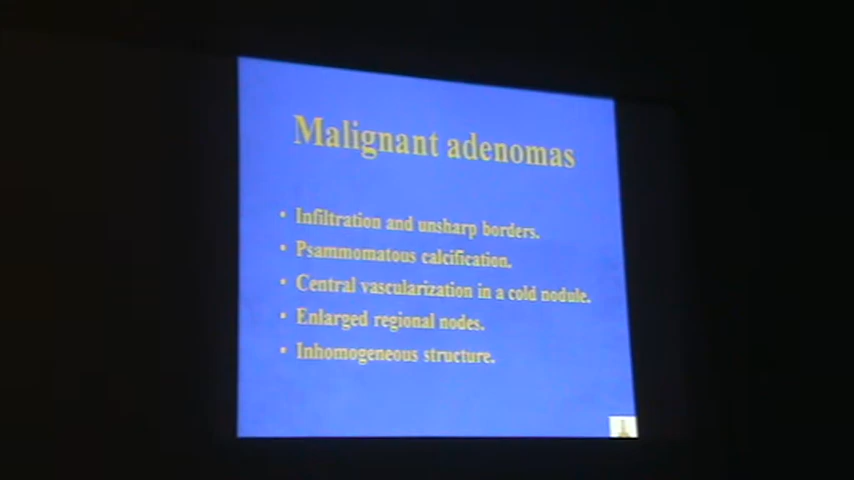 Malignant adenomas
• Infiltration and unsharp borders.
• Psammomatous calcification.
• Central vascularization in a cold nodule.
• Enlarged regional nodes.
• Inhomogeneous structure.